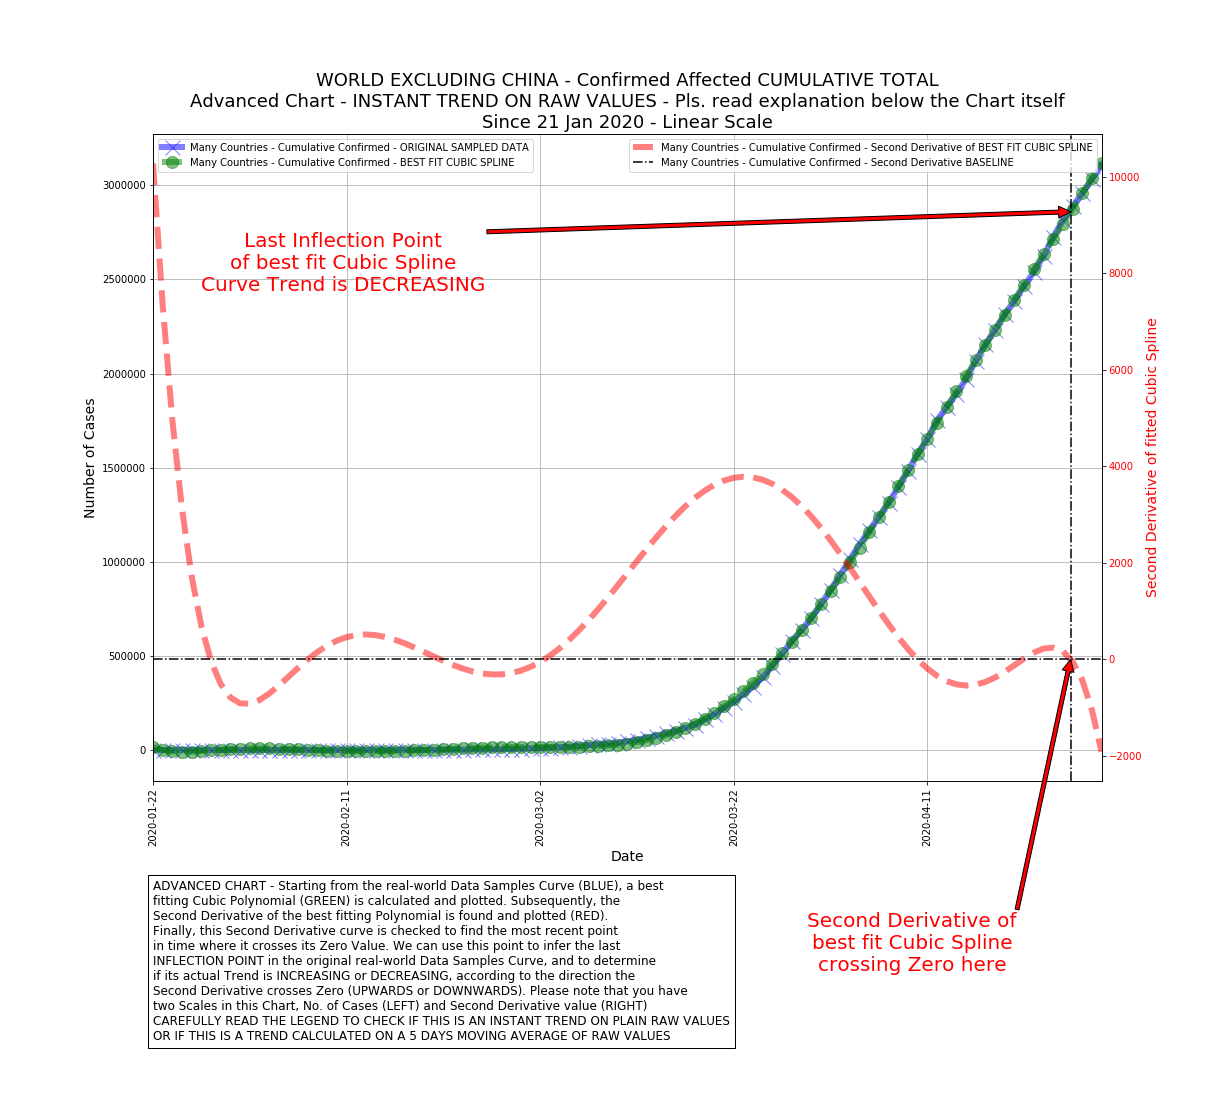 WORLD EXCLUDING CHINA - Confirmed Affected CUMULATIVE TOTAL
Advanced Chart - INSTANT TREND ON RAW VALUES - Pls. read explanation below the Chart itself
Since 21 Jan 2020 - Linear Scale
Many Countries - Cumulative Confirmed - ORIGINAL SAMPLED DATA
Many Countries - Cumulative Confirmed - BEST FIT CUBIC SPLINE
Many Countries - Cumulative Confirmed - Second Derivative of BEST FIT CUBIC SPLINE
Many Countries - Cumulative Confirmed - Second Derivative BASELINE
Last Inflection Point
of best fit Cubic Spline
Curve Trend is DECREASING
Number of Cases
3000000
2500000
2000000
1500000
1000000
500000
0
10000
8000
6000
4000
2000
0
−2000
Second Derivative of fitted Cubic Spline
2020-01-22
2020-02-11
2020-03-02
2020-03-22
2020-04-11
Date
ADVANCED CHART - Starting from the real-world Data Samples Curve (BLUE), a best
fitting Cubic Polynomial (GREEN) is calculated and plotted. Subsequently, the
Second Derivative of the best fitting Polynomial is found and plotted (RED).
Finally, this Second Derivative curve is checked to find the most recent point
in time where it crosses its Zero Value. We can use this point to infer the last
INFLECTION POINT in the original real-world Data Samples Curve, and to determine
if its actual Trend is INCREASING or DECREASING, according to the direction the
Second Derivative crosses Zero (UPWARDS or DOWNWARDS). Please note that you have
two Scales in this Chart, No. of Cases (LEFT) and Second Derivative value (RIGHT)
CAREFULLY READ THE LEGEND TO CHECK IF THIS IS AN INSTANT TREND ON PLAIN RAW VALUES
OR IF THIS IS A TREND CALCULATED ON A 5 DAYS MOVING AVERAGE OF RAW VALUES
Second Derivative of
best fit Cubic Spline
crossing Zero here